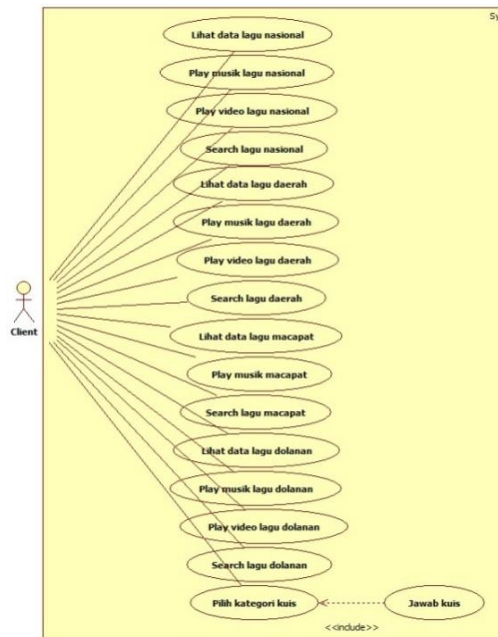 Sy
Lihat data lagu nasional
Play musik lagu nasional
Play video lagu nasional
Search lagu nasional
Lihat data lagu daerah
Play musik lagu daerah
Play video lagu daerah
Client
Search lagu daerah
Lihat data lagu macapat
Play musik macapat
Search lagu macapat
Lihat data lagu dolanan
Play musik lagu dolanan
Play video lagu dolanan
Search lagu dolanan
Pilih kategori kuis
Jawab kuis
<<include>>